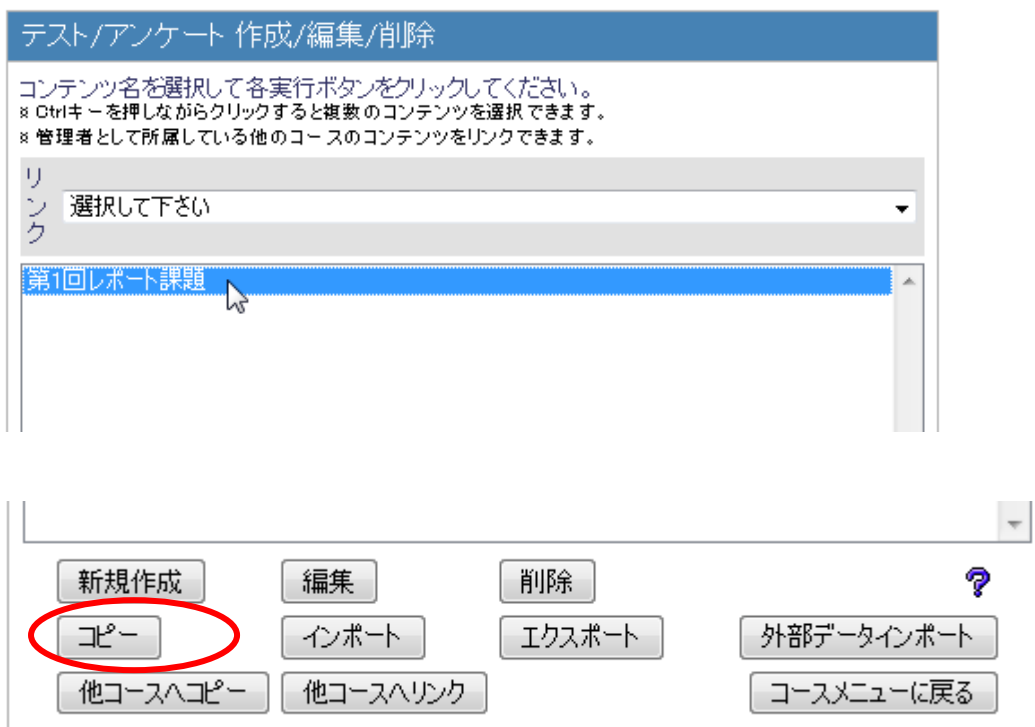 テスト/アンケート 作成/編集/削除
コンテンツ名を選択して各実行ボタンをクリックしてください。
※ Ctrlキーを押しながらクリックすると複数のコンテンツを選択できます。
※ 管理者として所属している他のコースのコンテンツをリンクできます。
リンク 選択して下さい
第1回レポート課題
新規作成 編集 削除 ?
コピー インポート エクスポート 外部データインポート
他コースへコピー 他コースへリンク コースメニューに戻る